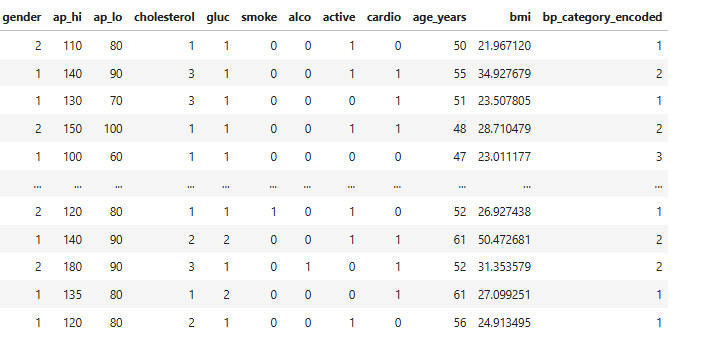 gender ap_hi ap_lo cholesterol gluc smoke alco active cardio age_years bmi bp_category_encoded
2 110 80 1 1 0 0 1 0 50 21.967120 1
1 140 90 3 1 0 0 1 1 55 34.927679 2
1 130 70 3 1 0 0 0 1 51 23.507805 1
2 150 100 1 1 0 0 1 1 48 28.710479 2
1 100 60 1 1 0 0 0 0 47 23.011177 3
... ... ... ... ... ... ... ... ... ... ... ...
2 120 80 1 1 1 0 1 0 52 26.927438 1
1 140 90 2 2 0 0 1 1 61 50.472681 2
2 180 90 3 1 0 1 0 1 52 31.353579 2
1 135 80 1 2 0 0 0 1 61 27.099251 1
1 120 80 2 1 0 0 1 0 56 24.913495 1